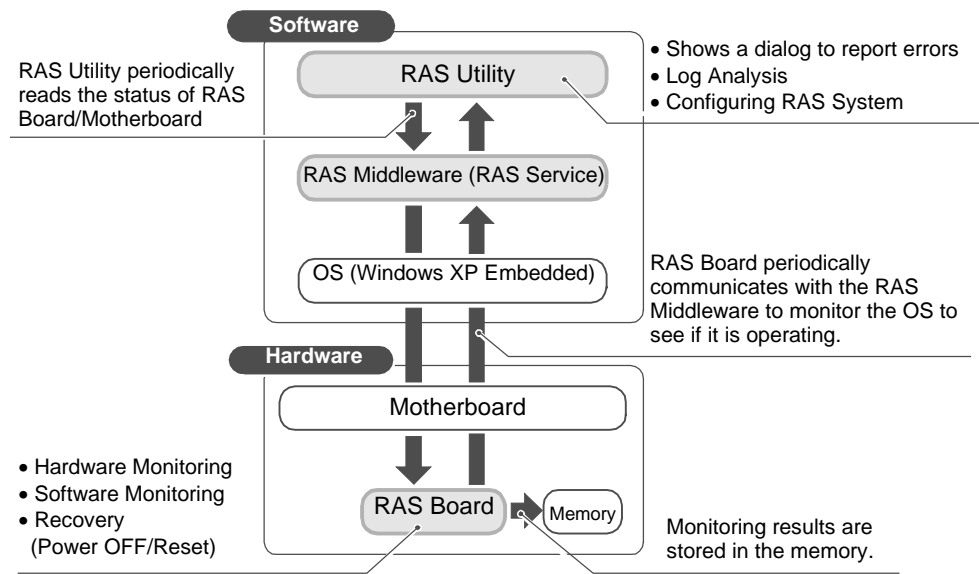 Software
RAS Utility
RAS Utility periodically
reads the status of RAS
Board/Motherboard
• Shows a dialog to report errors
• Log Analysis
• Configuring RAS System
RAS Middleware (RAS Service)
OS (Windows XP Embedded)
RAS Board periodically
communicates with the RAS
Middleware to monitor the OS to
see if it is operating.
Hardware
Motherboard
• Hardware Monitoring
• Software Monitoring
• Recovery
(Power OFF/Reset)
RAS Board
Memory
Monitoring results are
stored in the memory.